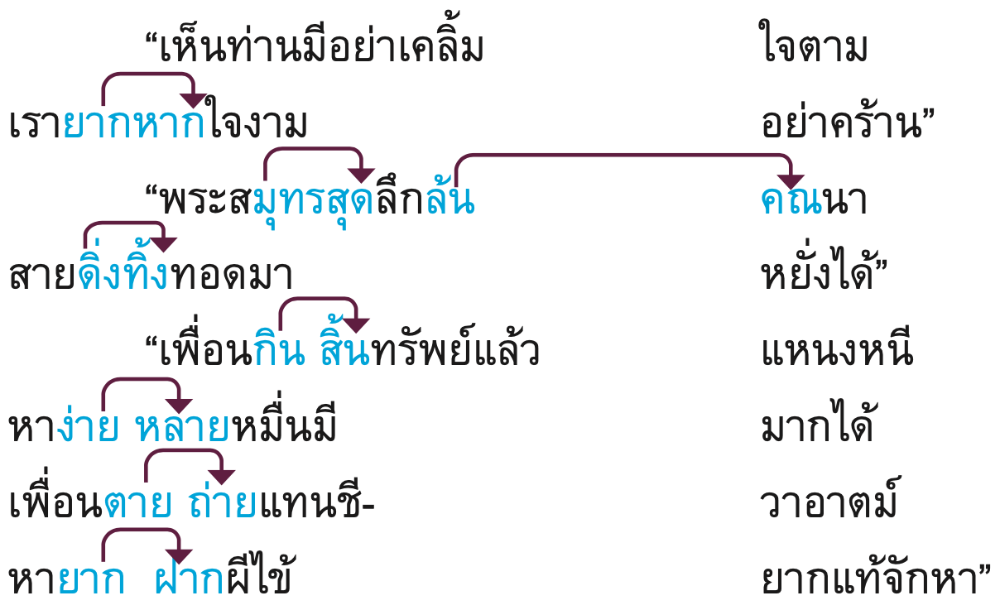 “เห็นท่านมีอย่าเคลิ้ม ใจตาม
เรายากหากใจงาม อย่าคร้าน”
“พระสมุทรสุดลึกล้น คณนา
สายดิ่งทิ้งทอดมา หยั่งได้”
“เพื่อนกิน สิ้นทรัพย์แล้ว แหนงหนี
หาง่าย หลายหมื่นมี มากได้
เพื่อนตาย ถ่ายแทนชี- วาอาตม์
หายาก ฝากผีไข้ ยากแท้จักหา”